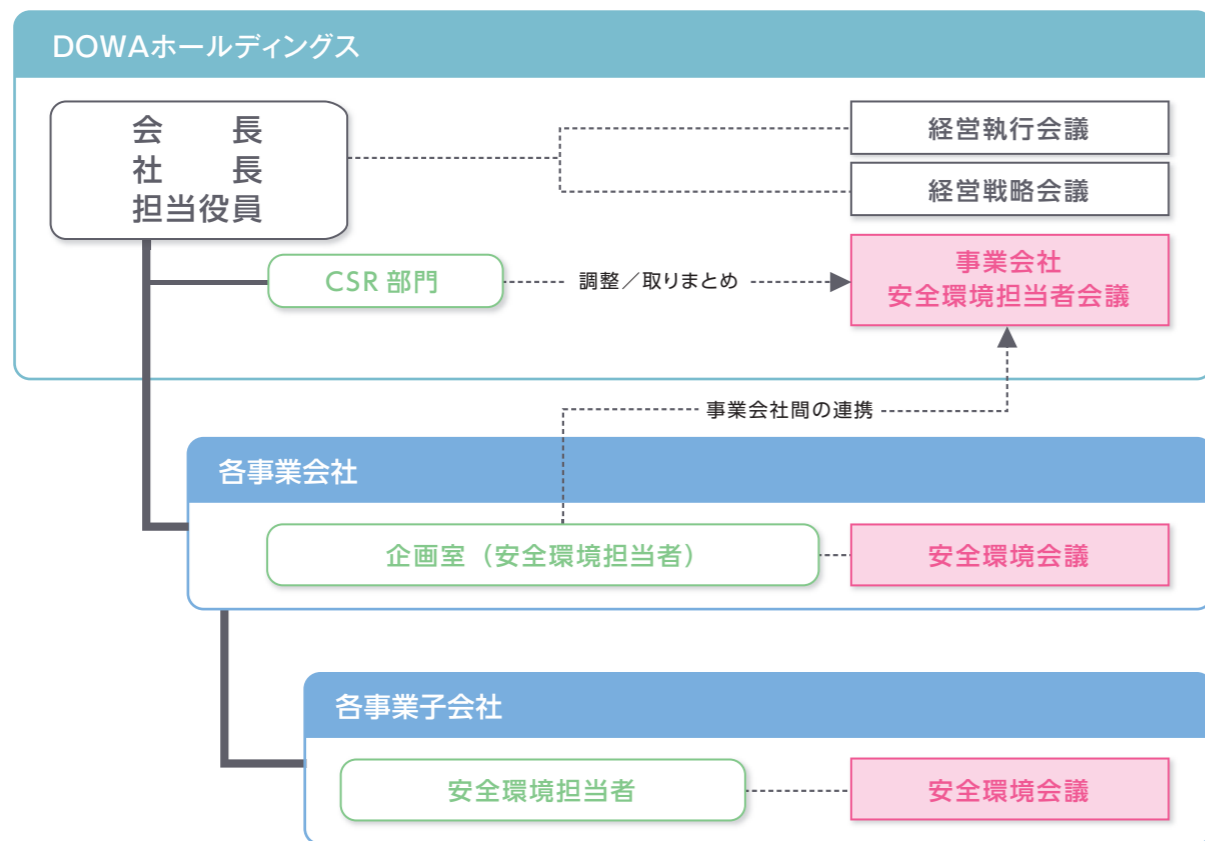 DOWAホールディングス
会　　長
社　　長
担当役員
経営執行会議
経営戦略会議
CSR 部門
調整／取りまとめ
事業会社
安全環境担当者会議
事業会社間の連携
各事業会社
企画室（安全環境担当者）
安全環境会議
各事業子会社
安全環境担当者
安全環境会議